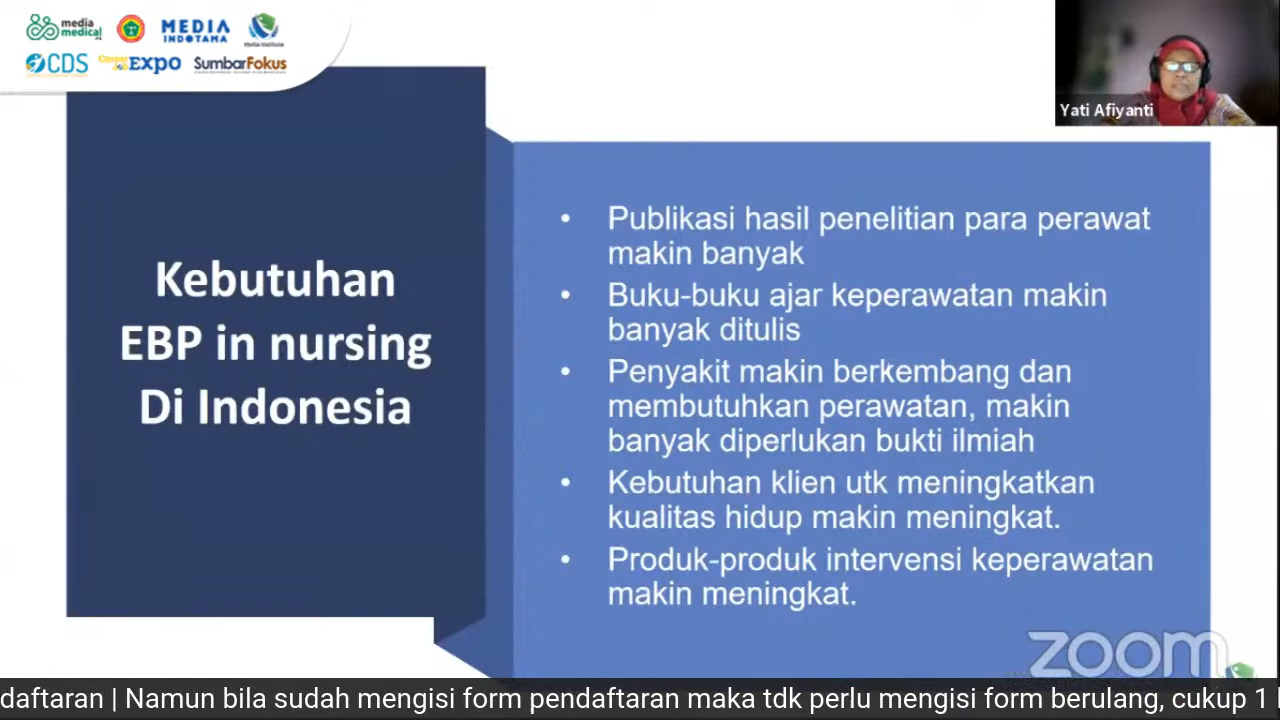 media
medical
MEDIA
INDOTAMA
Media Institute
CDS
EXPO
SumbarFokus
Yati Afiyanti
Kebutuhan
EBP in nursing
Di Indonesia
• Publikasi hasil penelitian para perawat
makin banyak
• Buku-buku ajar keperawatan makin
banyak ditulis
• Penyakit makin berkembang dan
membutuhkan perawatan, makin
banyak diperlukan bukti ilmiah
• Kebutuhan klien utk meningkatkan
kualitas hidup makin meningkat.
• Produk-produk intervensi keperawatan
makin meningkat.
zoom
daftaran | Namun bila sudah mengisi form pendaftaran maka tdk perlu mengisi form berulang, cukup 1